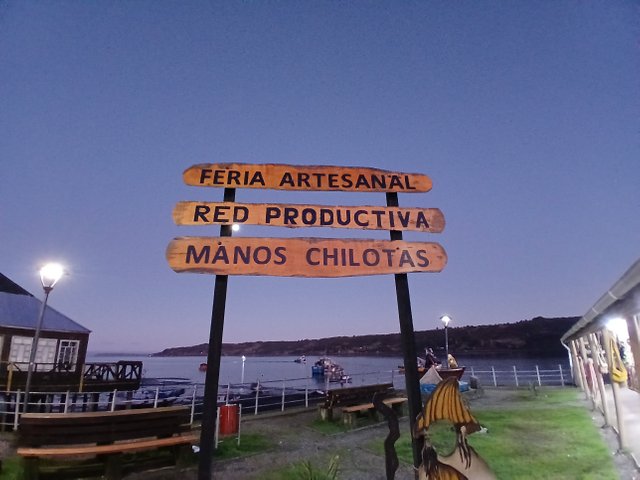 FERIA ARTESANAL
RED PRODUCTIVA
MANOS CHILOTAS